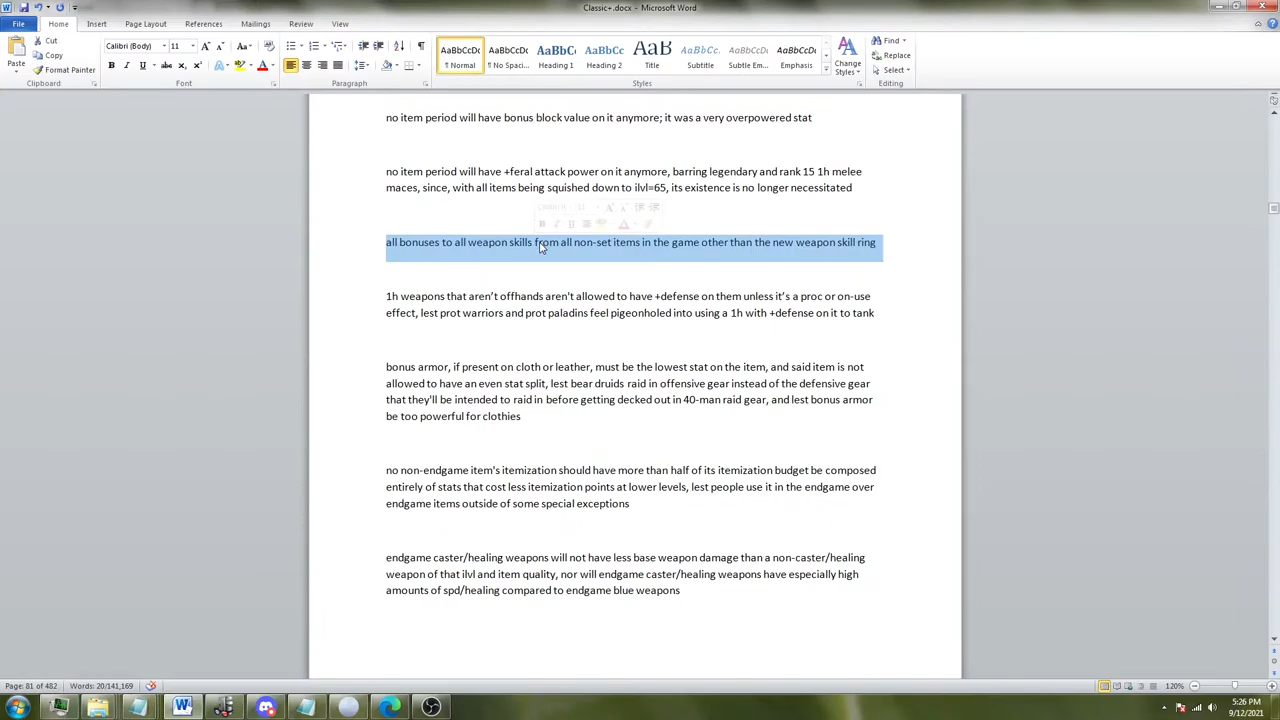 Classic+.docx - Microsoft Word
File Home Insert Page Layout References Mailings Review View
Paste Cut Copy Format Painter Clipboard
Calibri (Body) 11 Font
Paragraph
AaBbCcDc ¶ Normal AaBbCcDc ¶ No Spaci... AaBbC Heading 1 AaBbCc Heading 2 AaB Title AaBbCcL Subtitle AaBbCcDc Subtle Em... AaBbCcDc Emphasis Change Styles Styles
Find Replace Select Editing
no item period will have bonus block value on it anymore; it was a very overpowered stat
no item period will have +feral attack power on it anymore, barring legendary and rank 15 1h melee
maces, since, with all items being squished down to ilvl=65, its existence is no longer necessitated
all bonuses to all weapon skills from all non-set items in the game other than the new weapon skill ring
1h weapons that aren’t offhands aren't allowed to have +defense on them unless it’s a proc or on-use
effect, lest prot warriors and prot paladins feel pigeonholed into using a 1h with +defense on it to tank
bonus armor, if present on cloth or leather, must be the lowest stat on the item, and said item is not
allowed to have an even stat split, lest bear druids raid in offensive gear instead of the defensive gear
that they'll be intended to raid in before getting decked out in 40-man raid gear, and lest bonus armor
be too powerful for clothies
no non-endgame item's itemization should have more than half of its itemization budget be composed
entirely of stats that cost less itemization points at lower levels, lest people use it in the endgame over
endgame items outside of some special exceptions
endgame caster/healing weapons will not have less base weapon damage than a non-caster/healing
weapon of that ilvl and item quality, nor will endgame caster/healing weapons have especially high
amounts of spd/healing compared to endgame blue weapons
Page: 81 of 482 Words: 20/141,169 120%
5:26 PM
9/12/2021